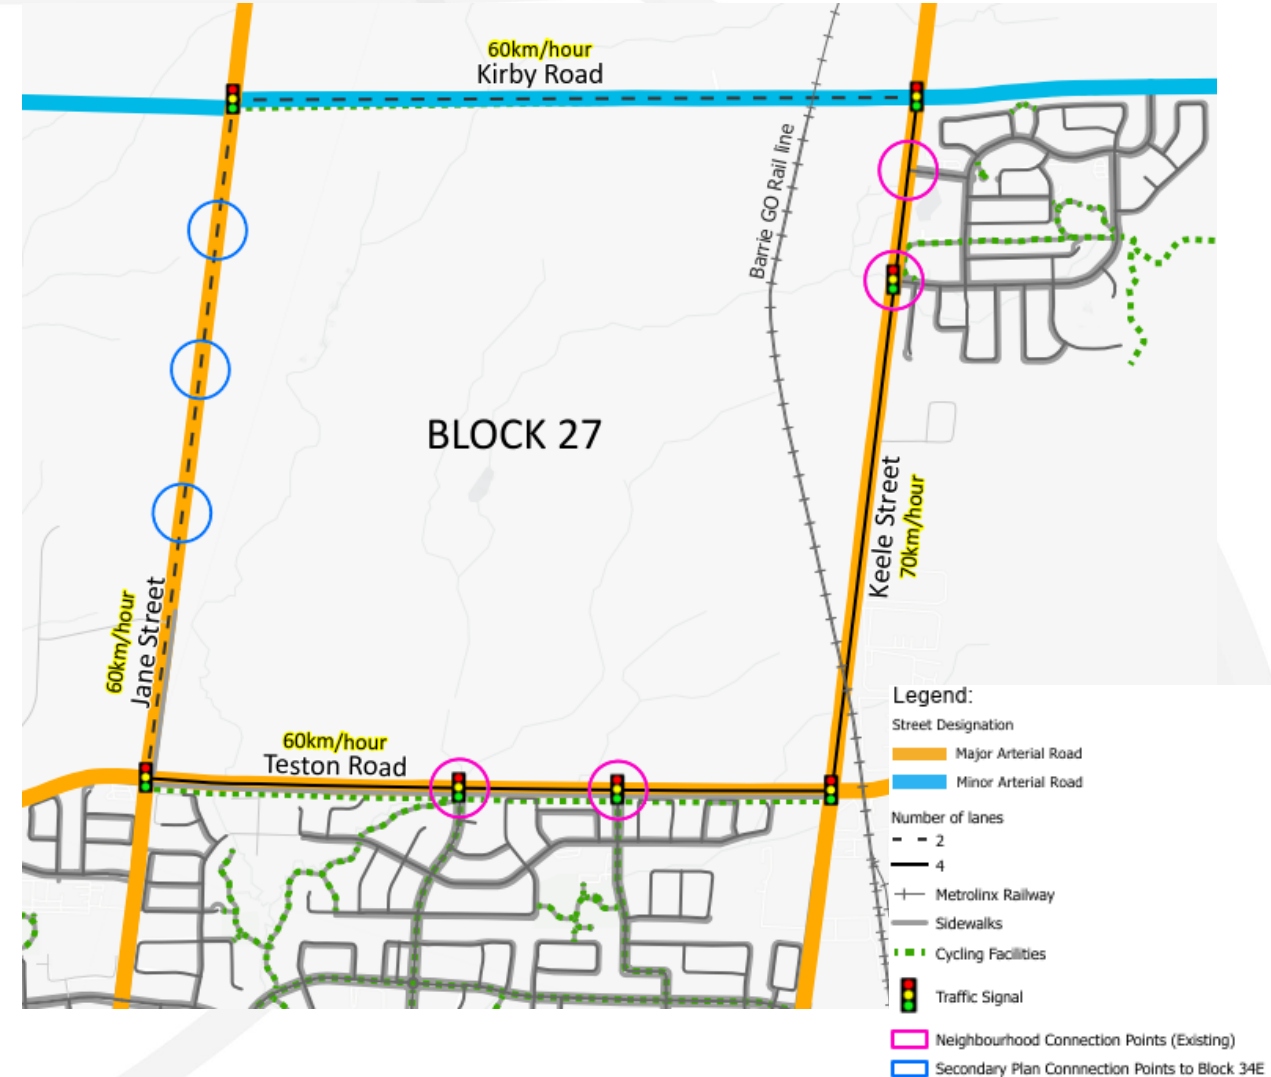 60km/hour
Kirby Road
Barrie GO Rail line
BLOCK 27
Keele Street
70km/hour
60km/hour
Jane Street
60km/hour
Teston Road
Legend:
Street Designation
Major Arterial Road
Minor Arterial Road
Number of lanes
2
4
Metrolinx Railway
Sidewalks
Cycling Facilities
Traffic Signal
Neighbourhood Connection Points (Existing)
Secondary Plan Connnection Points to Block 34E